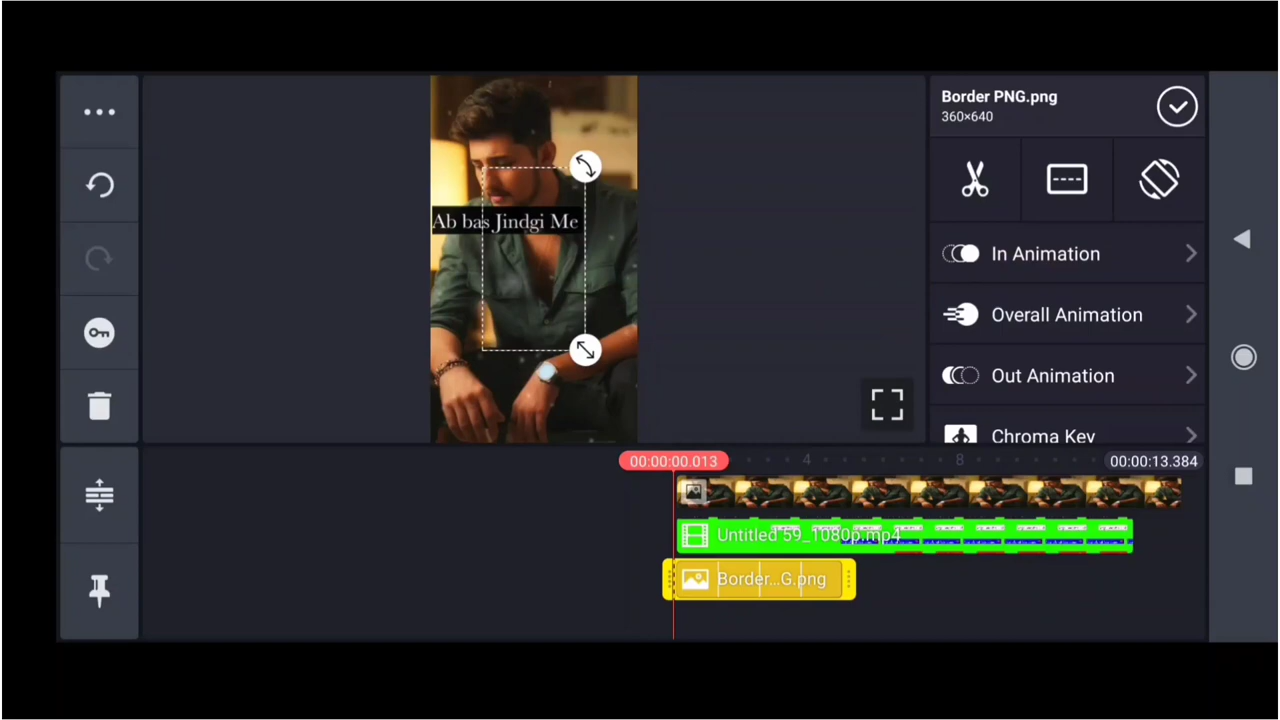 Border PNG.png
360×640
Ab bas Jindgi Me
In Animation
Overall Animation
Out Animation
Chroma Key
00:00:00.013
4
8
00:00:13.384
Untitled 59_1080p.mp4
Border...G.png